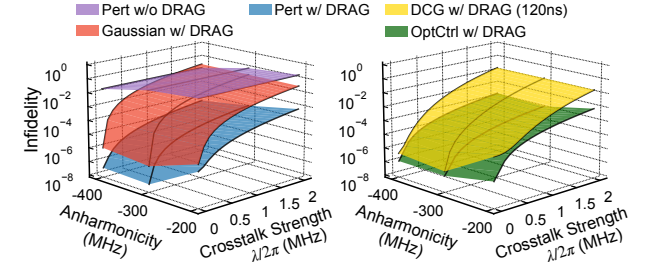 Pert w/o DRAG
Pert w/ DRAG
DCG w/ DRAG (120ns)
Gaussian w/ DRAG
OptCtrl w/ DRAG
Infidelity
10^0
10^-2
10^-4
10^-6
10^-8
-400
-300
-200
Anharmonicity
(MHz)
0
0.5
1
1.5
2
Crosstalk Strength
λ/2π (MHz)
10^0
10^-2
10^-4
10^-6
10^-8
-400
-300
-200
Anharmonicity
(MHz)
0
0.5
1
1.5
2
Crosstalk Strength
λ/2π (MHz)